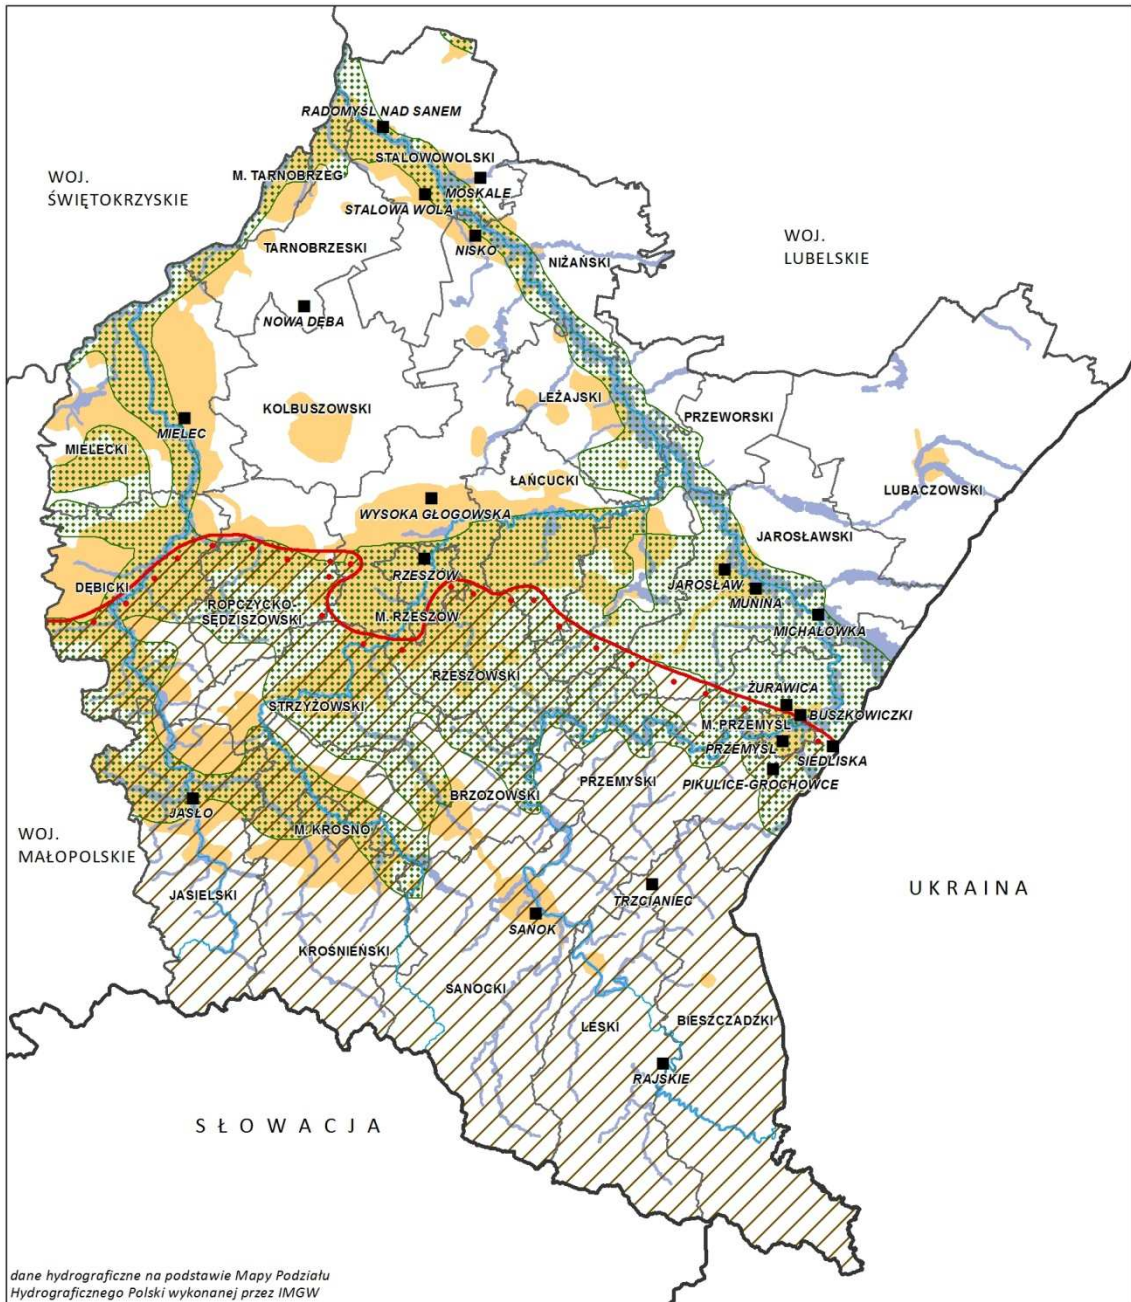 RADOMYŚL NAD SANEM
STALOWOWOLSKI
WOJ.
ŚWIĘTOKRZYSKIE
M. TARNOBRZEG
MOSKALE
STALOWA WOLA
TARNOBRZESKI
NISKO
WOJ.
LUBELSKIE
NIŻAŃSKI
NOWA DĘBA
LEŻAJSKI
KOLBUSZOWSKI
PRZEWORSKI
MIELEC
MIELECKI
ŁAŃCUCKI
LUBACZOWSKI
WYSOKA GŁOGOWSKA
JAROSŁAWSKI
RZESZÓW
JAROSŁAW
DĘBICKI
MUNINA
ROPCZYCKO-
SĘDZISZOWSKI
M. RZESZÓW
MICHAŁÓWKA
RZESZOWSKI
ŻURAWICA
STRZYŻOWSKI
BUSZKOWICZKI
M. PRZEMYŚL
PRZEMYŚL
SIEDLISKA
PRZEMYSKI
PIKULICE-GROCHOWCE
BRZOZOWSKI
JASŁO
WOJ.
MAŁOPOLSKIE
M. KROSNO
UKRAINA
JASIELSKI
TRZCIANIEC
SANOK
KROŚNIEŃSKI
SANOCKI
LESKI
BIESZCZADZKI
RAJSKIE
SŁOWACJA
dane hydrograficzne na podstawie Mapy Podziału
Hydrograficznego Polski wykonanej przez IMGW